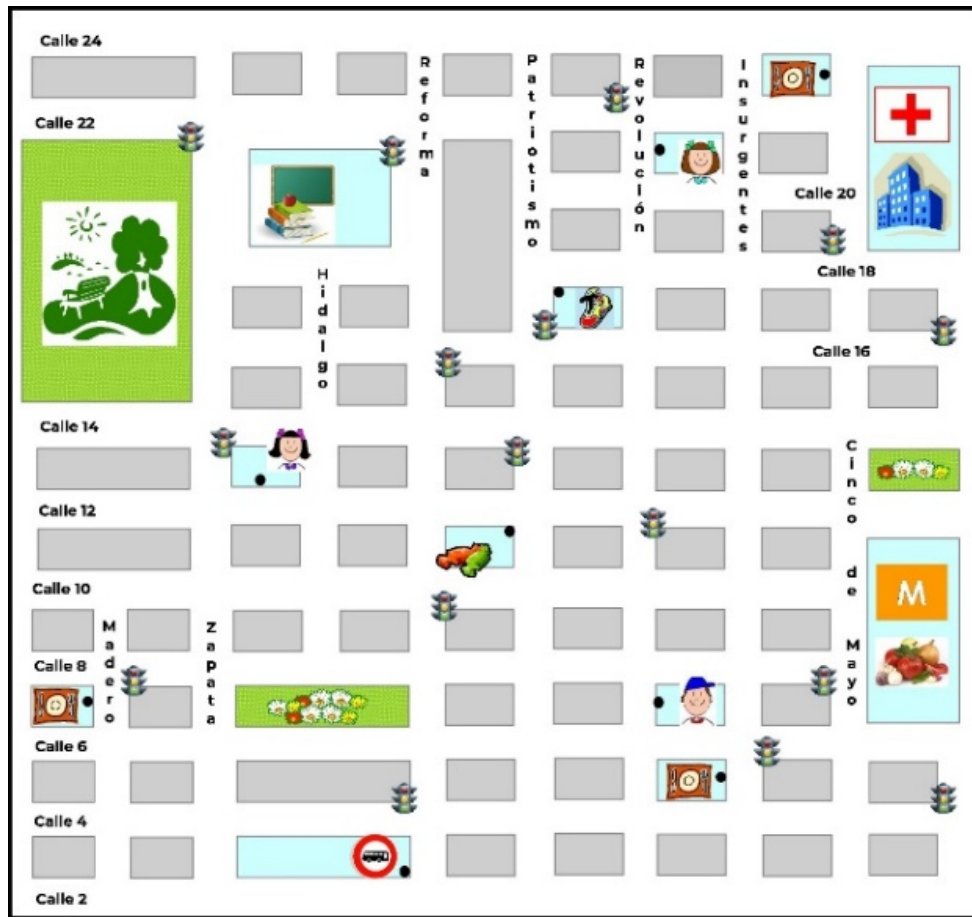 Calle 24
Reforma
Patriotismo
Revolución
Insurgentes
Calle 22
Calle 20
Calle 18
Hidalgo
Calle 16
Calle 14
Cinco de Mayo
Calle 12
Calle 10
Madero
Zapata
M
Calle 8
Calle 6
Calle 4
Calle 2